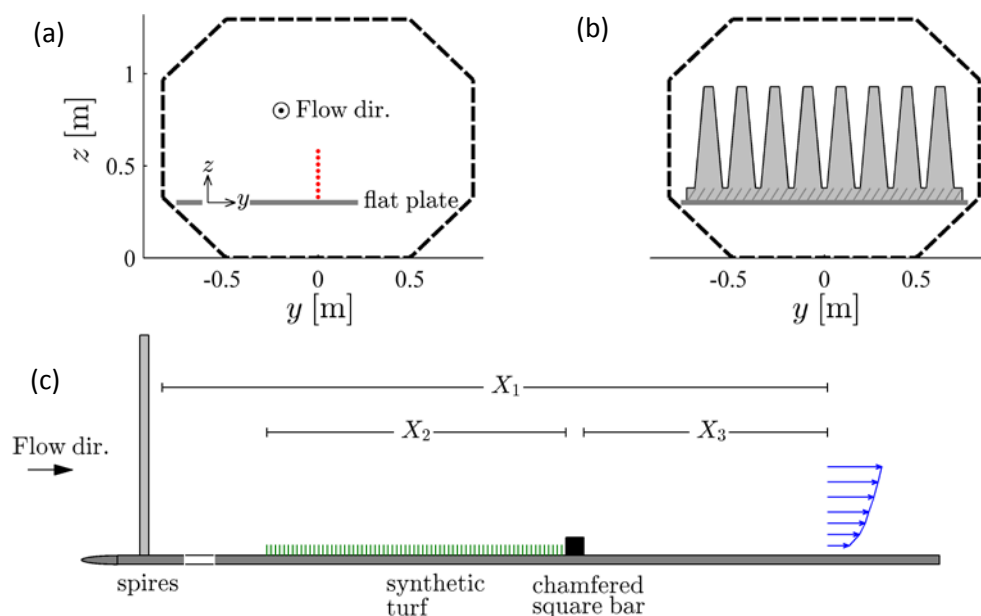 (a)
z [m]
1
0.5
0
Flow dir.
z
y
flat plate
-0.5 0 0.5
y [m]
(b)
-0.5 0 0.5
y [m]
(c)
X1
X2 X3
Flow dir.
spires synthetic turf chamfered square bar